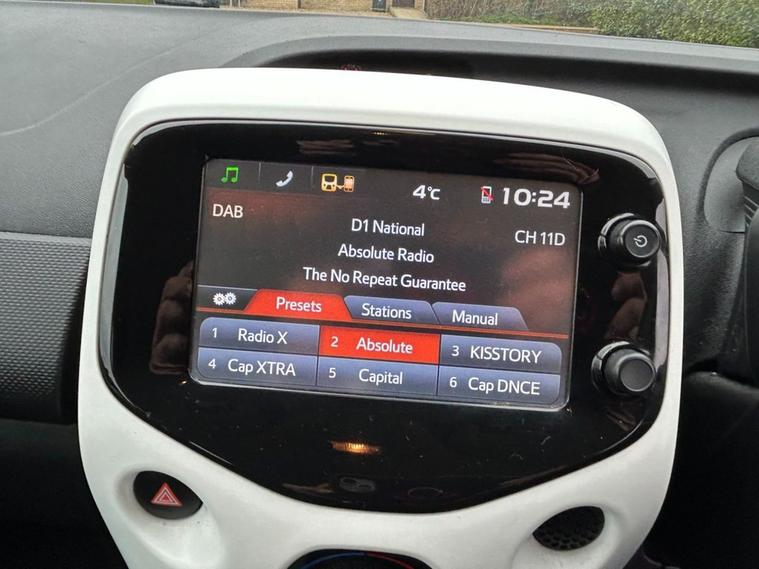 4°C 10:24
DAB
D1 National
CH 11D
Absolute Radio
The No Repeat Guarantee
Presets Stations Manual
1 Radio X 2 Absolute 3 KISSTORY
4 Cap XTRA 5 Capital 6 Cap DNCE